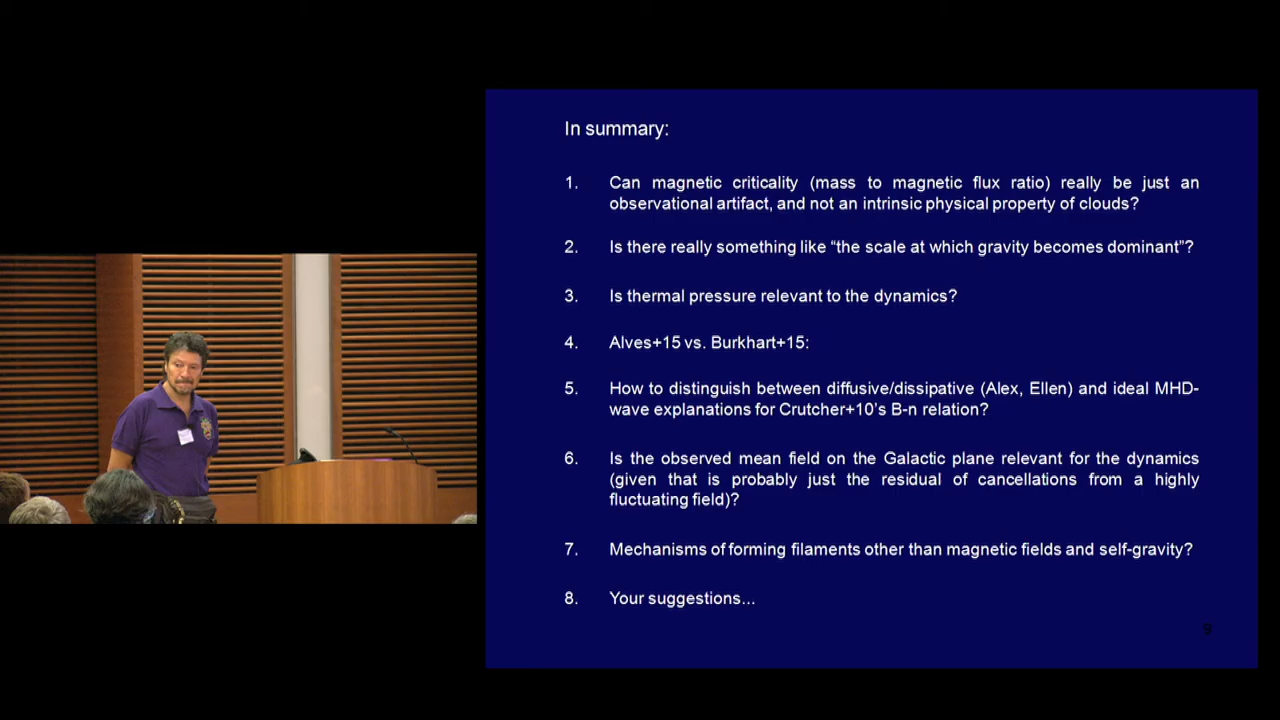 In summary:
1. Can magnetic criticality (mass to magnetic flux ratio) really be just an
observational artifact, and not an intrinsic physical property of clouds?
2. Is there really something like “the scale at which gravity becomes dominant”?
3. Is thermal pressure relevant to the dynamics?
4. Alves+15 vs. Burkhart+15:
5. How to distinguish between diffusive/dissipative (Alex, Ellen) and ideal MHD-
wave explanations for Crutcher+10’s B-n relation?
6. Is the observed mean field on the Galactic plane relevant for the dynamics
(given that is probably just the residual of cancellations from a highly
fluctuating field)?
7. Mechanisms of forming filaments other than magnetic fields and self-gravity?
8. Your suggestions...
9